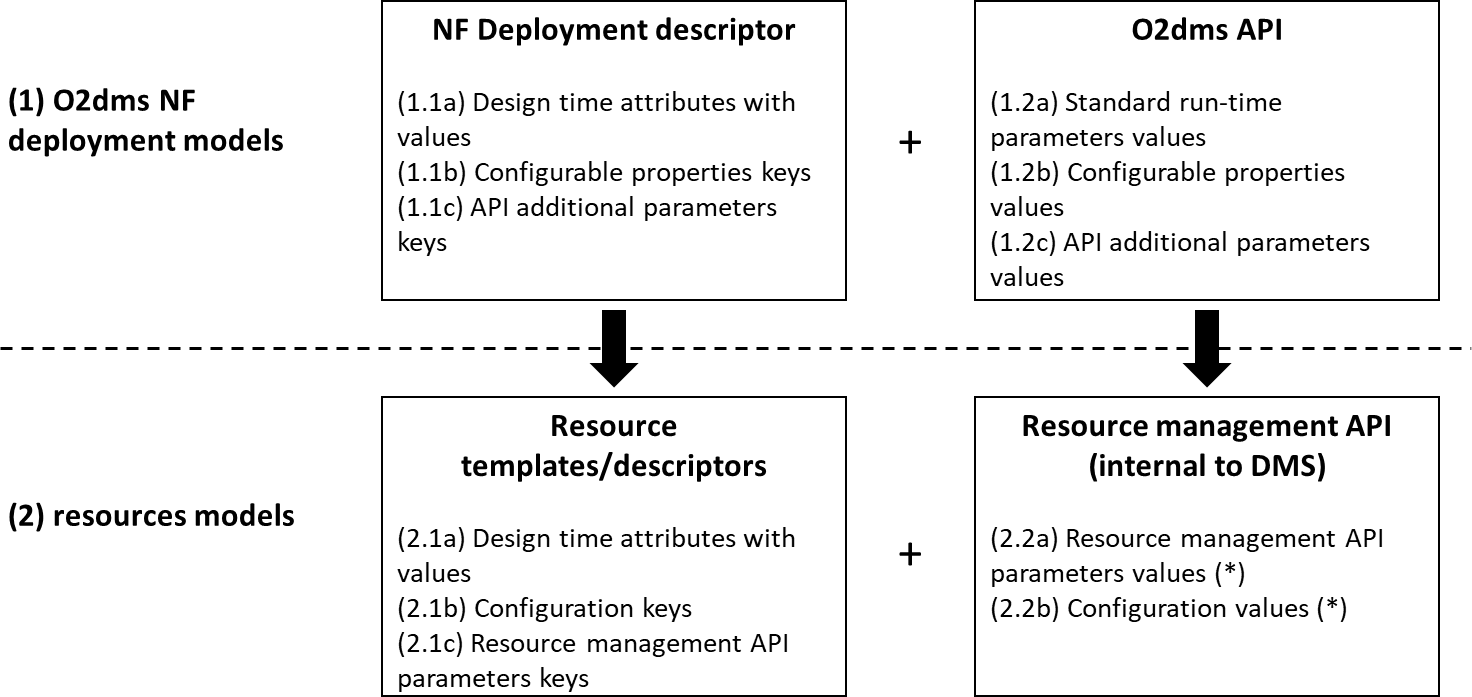 (1) O2dms NF
deployment models
NF Deployment descriptor
(1.1a) Design time attributes with
values
(1.1b) Configurable properties keys
(1.1c) API additional parameters
keys
+
O2dms API
(1.2a) Standard run-time
parameters values
(1.2b) Configurable properties
values
(1.2c) API additional parameters
values
(2) resources models
Resource
templates/descriptors
(2.1a) Design time attributes with
values
(2.1b) Configuration keys
(2.1c) Resource management API
parameters keys
+
Resource management API
(internal to DMS)
(2.2a) Resource management API
parameters values (*)
(2.2b) Configuration values (*)